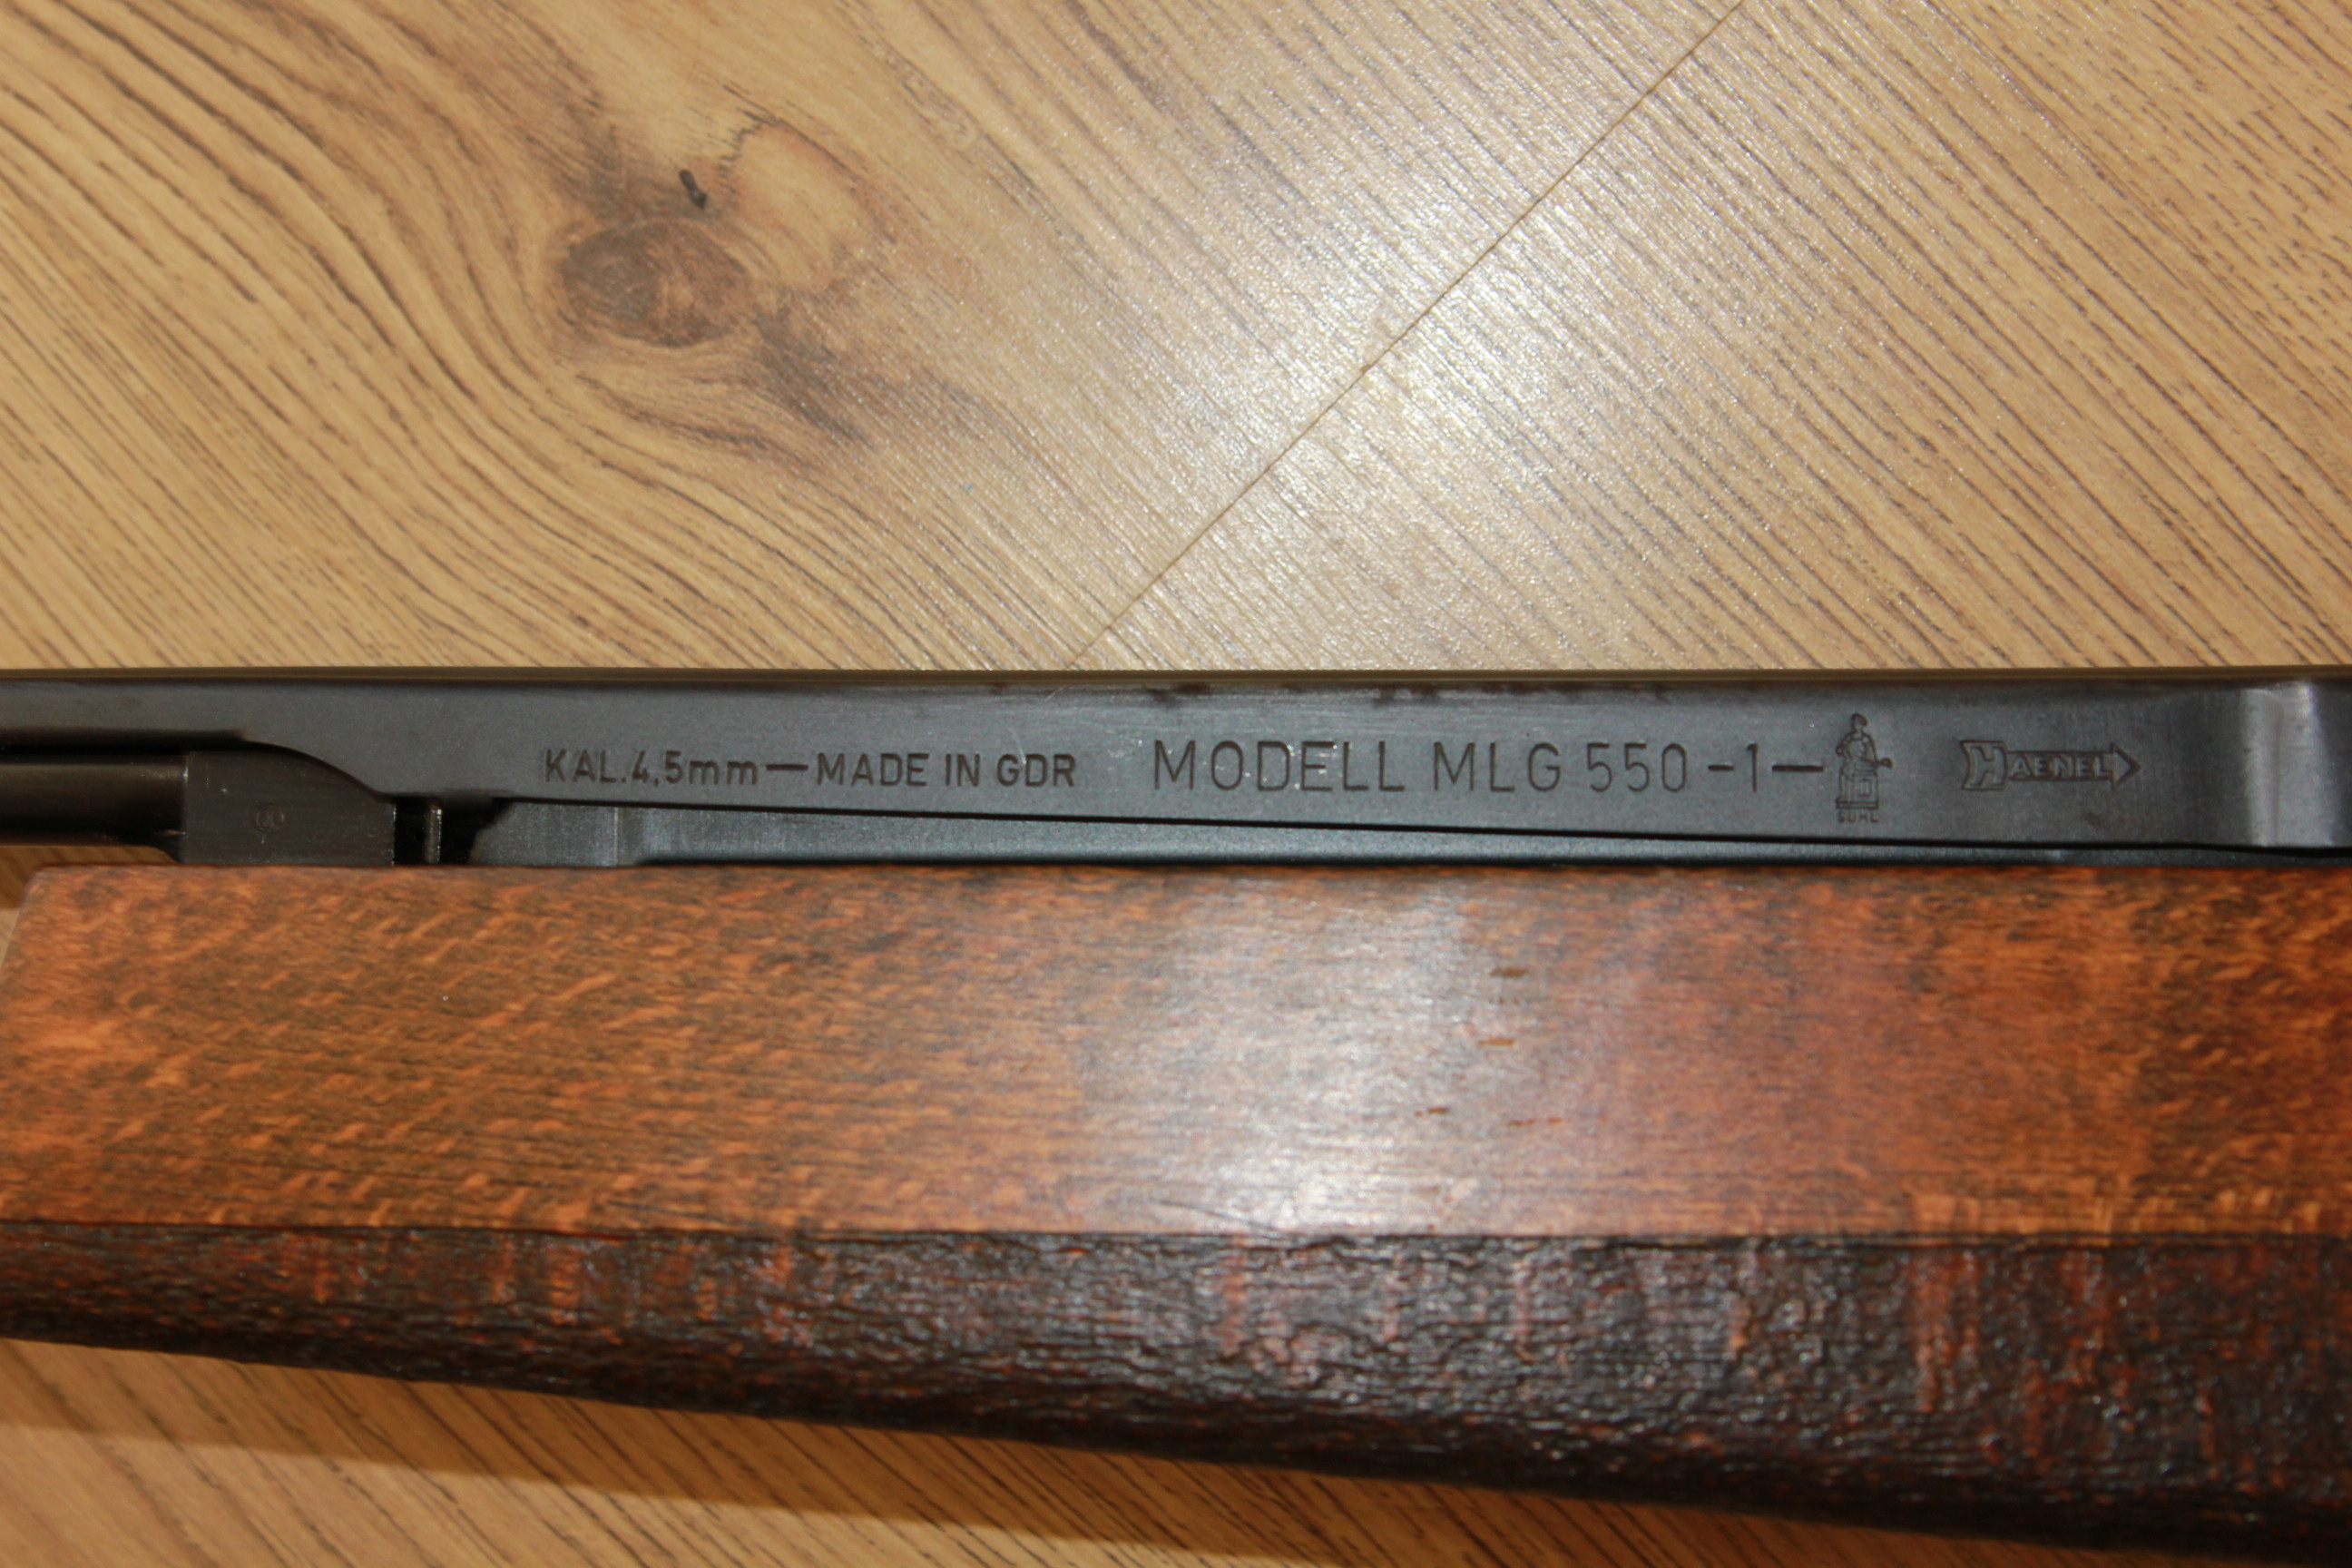 KAL.4,5mm—MADE IN GDR MODELL MLG 550-1— SUHL HAENEL